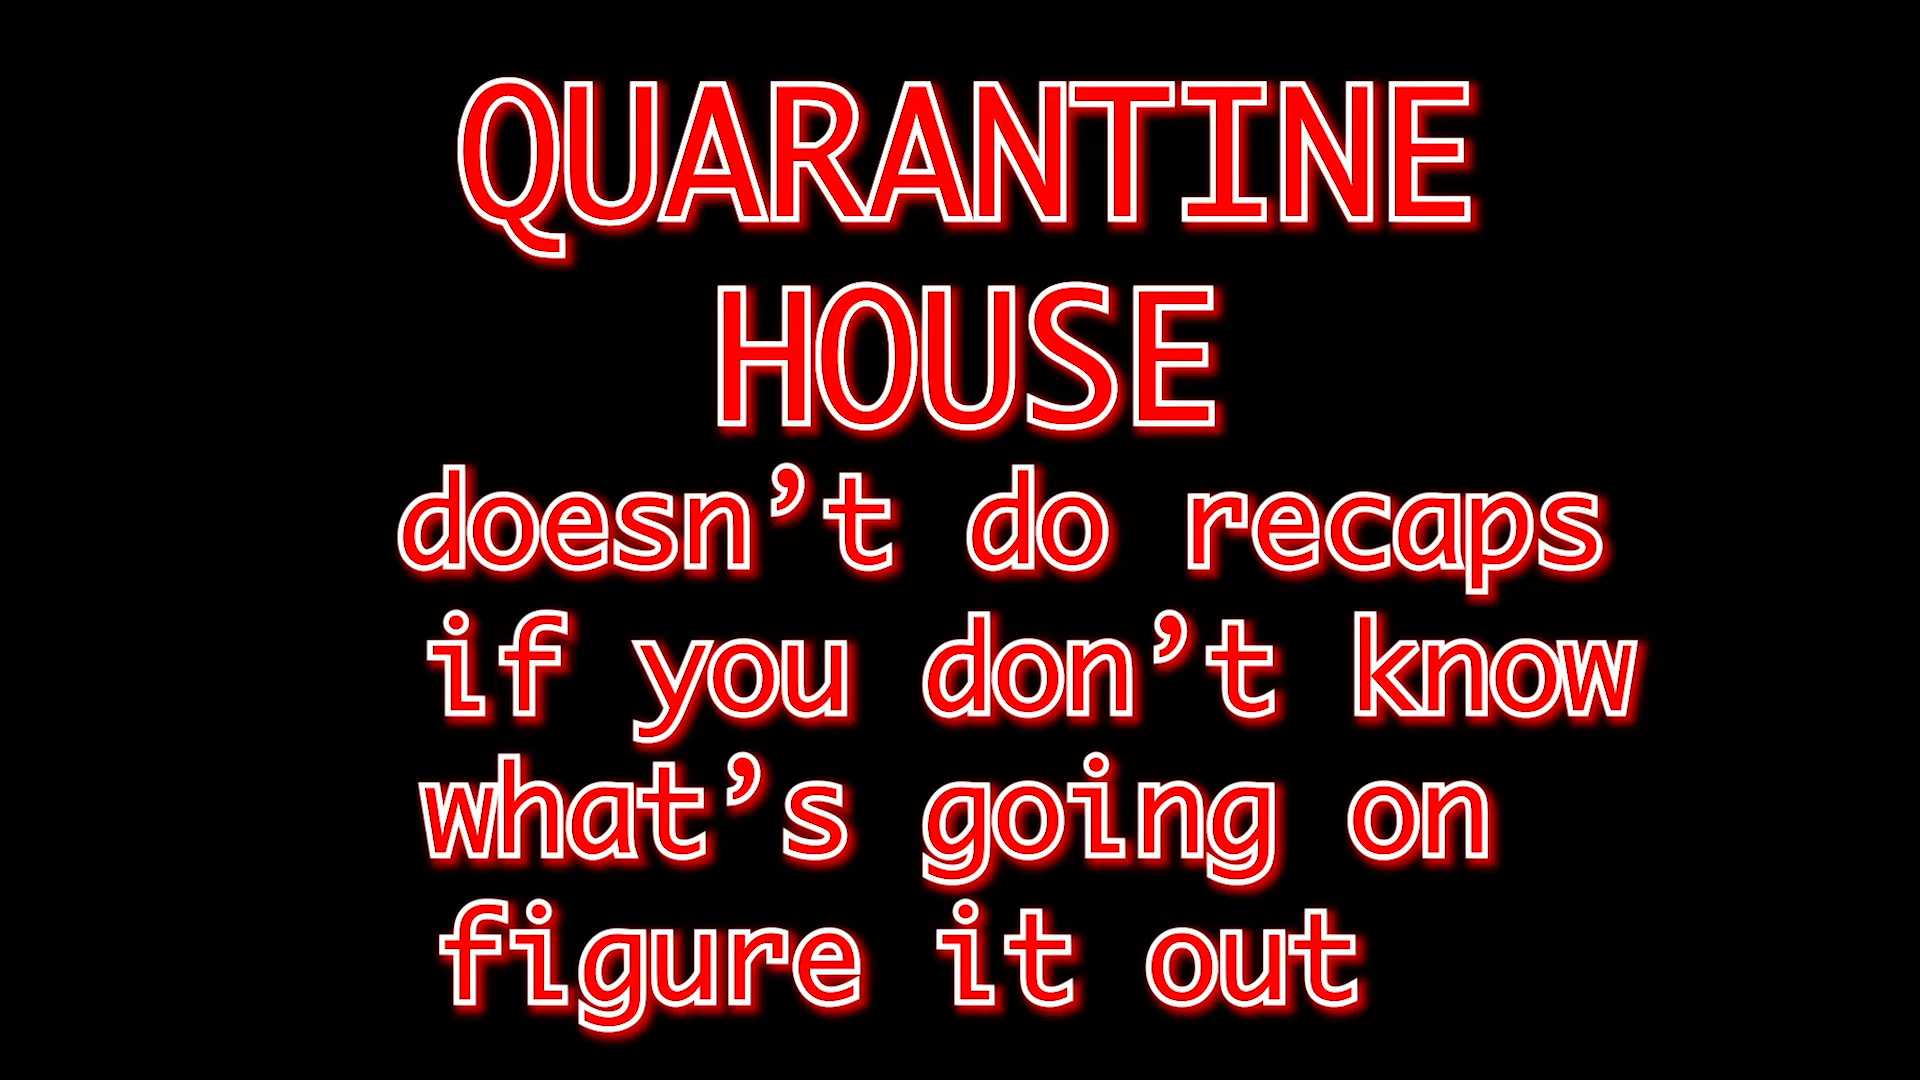 QUARANTINE
HOUSE
doesn’t do recaps
if you don’t know
what’s going on
figure it out